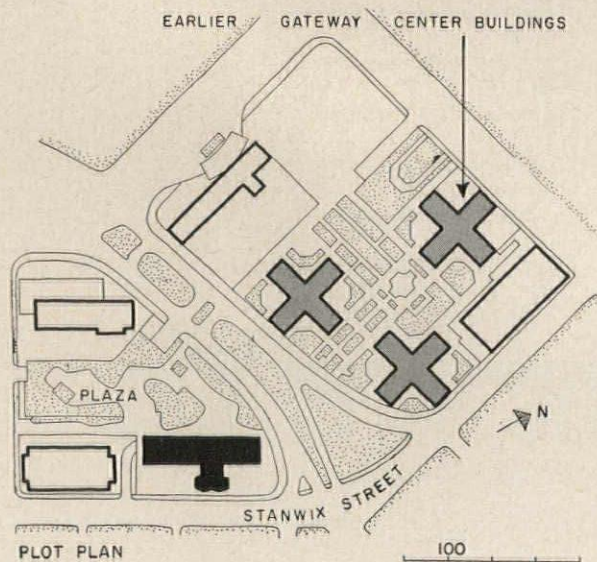 EARLIER GATEWAY CENTER BUILDINGS
PLAZA
N
STANWIX STREET
PLOT PLAN
100